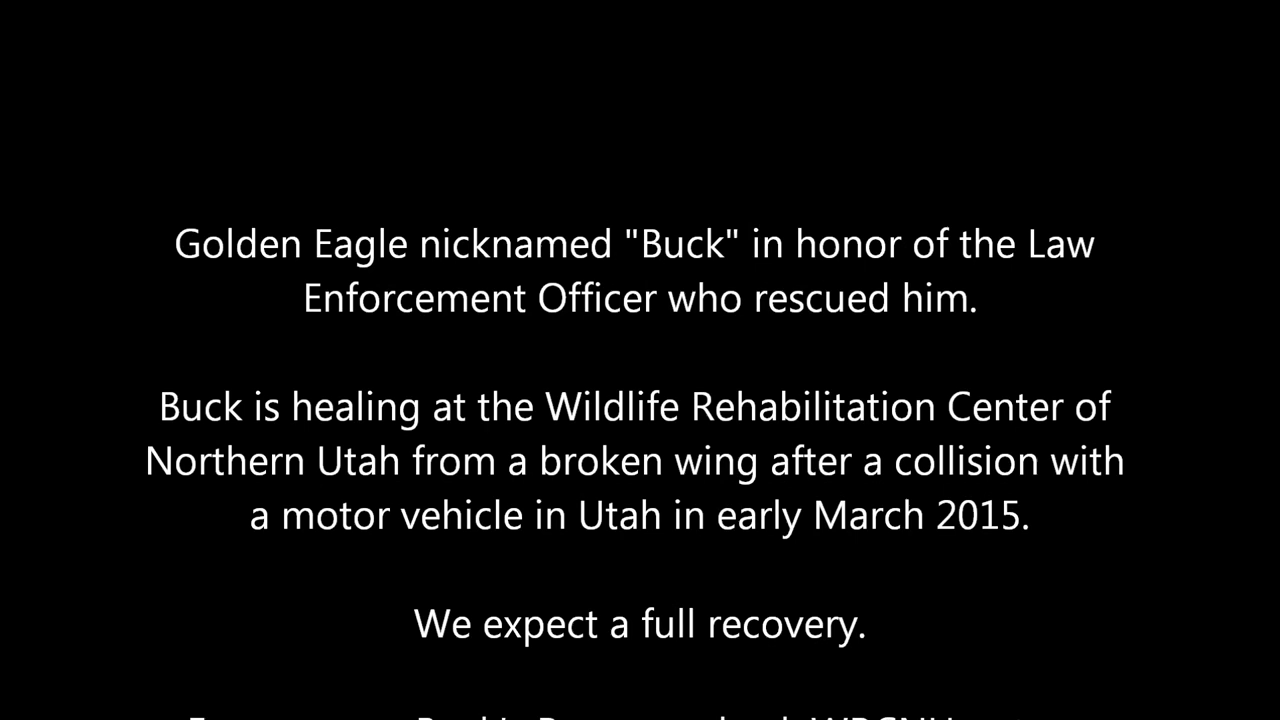 Golden Eagle nicknamed "Buck" in honor of the Law
Enforcement Officer who rescued him.
Buck is healing at the Wildlife Rehabilitation Center of
Northern Utah from a broken wing after a collision with
a motor vehicle in Utah in early March 2015.
We expect a full recovery.